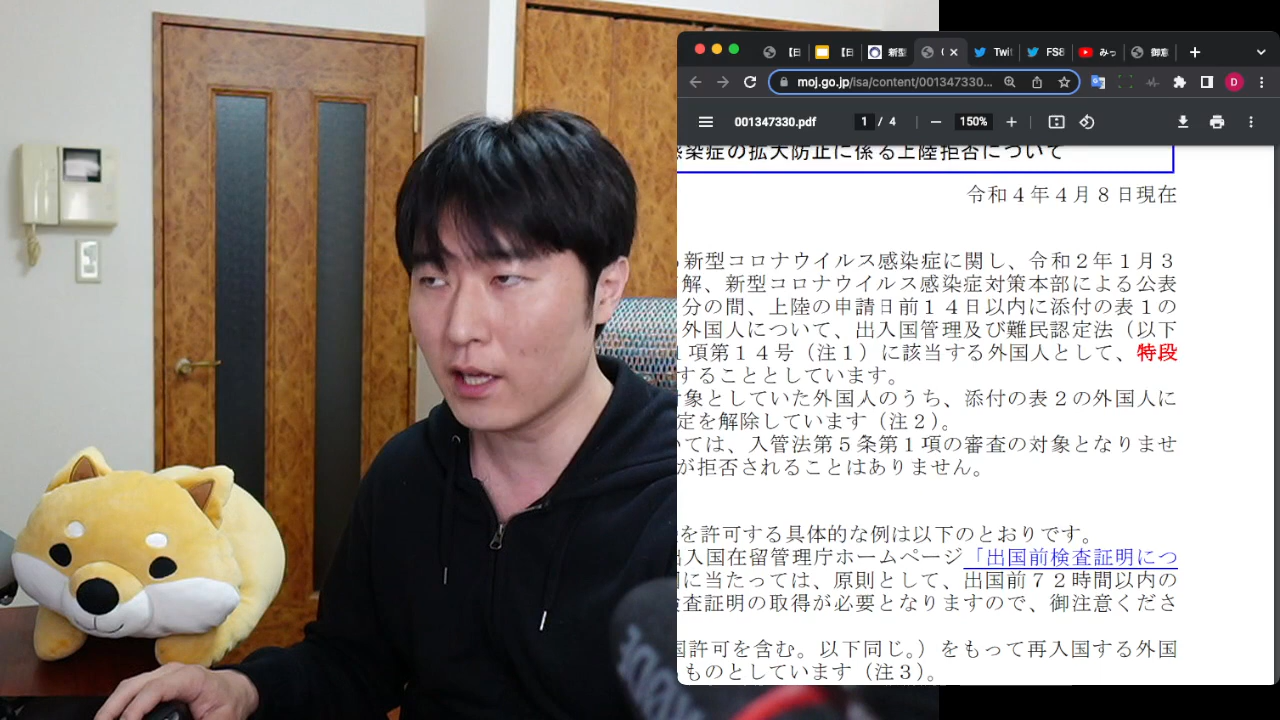 【E
【E
新型
(
Twit
FS8
みっ
御意
moj.go.jp/isa/content/001347330...
D
001347330.pdf
1 / 4
150%
染症の拡大防止に係る上陸拒否について
令和４年４月８日現在
新型コロナウイルス感染症に関し、令和２年１月３
解、新型コロナウイルス感染症対策本部による公表
分の間、上陸の申請日前１４日以内に添付の表１の
外国人について、出入国管理及び難民認定法（以下
１項第１４号（注１）に該当する外国人として、特段
することとしています。
対象としていた外国人のうち、添付の表２の外国人に
定を解除しています（注２）。
いては、入管法第５条第１項の審査の対象となりませ
が拒否されることはありません。
を許可する具体的な例は以下のとおりです。
出入国在留管理庁ホームページ「出国前検査証明につ
に当たっては、原則として、出国前７２時間以内の
検査証明の取得が必要となりますので、御注意くださ
国許可を含む。以下同じ。）をもって再入国する外国
ものとしています（注３）。